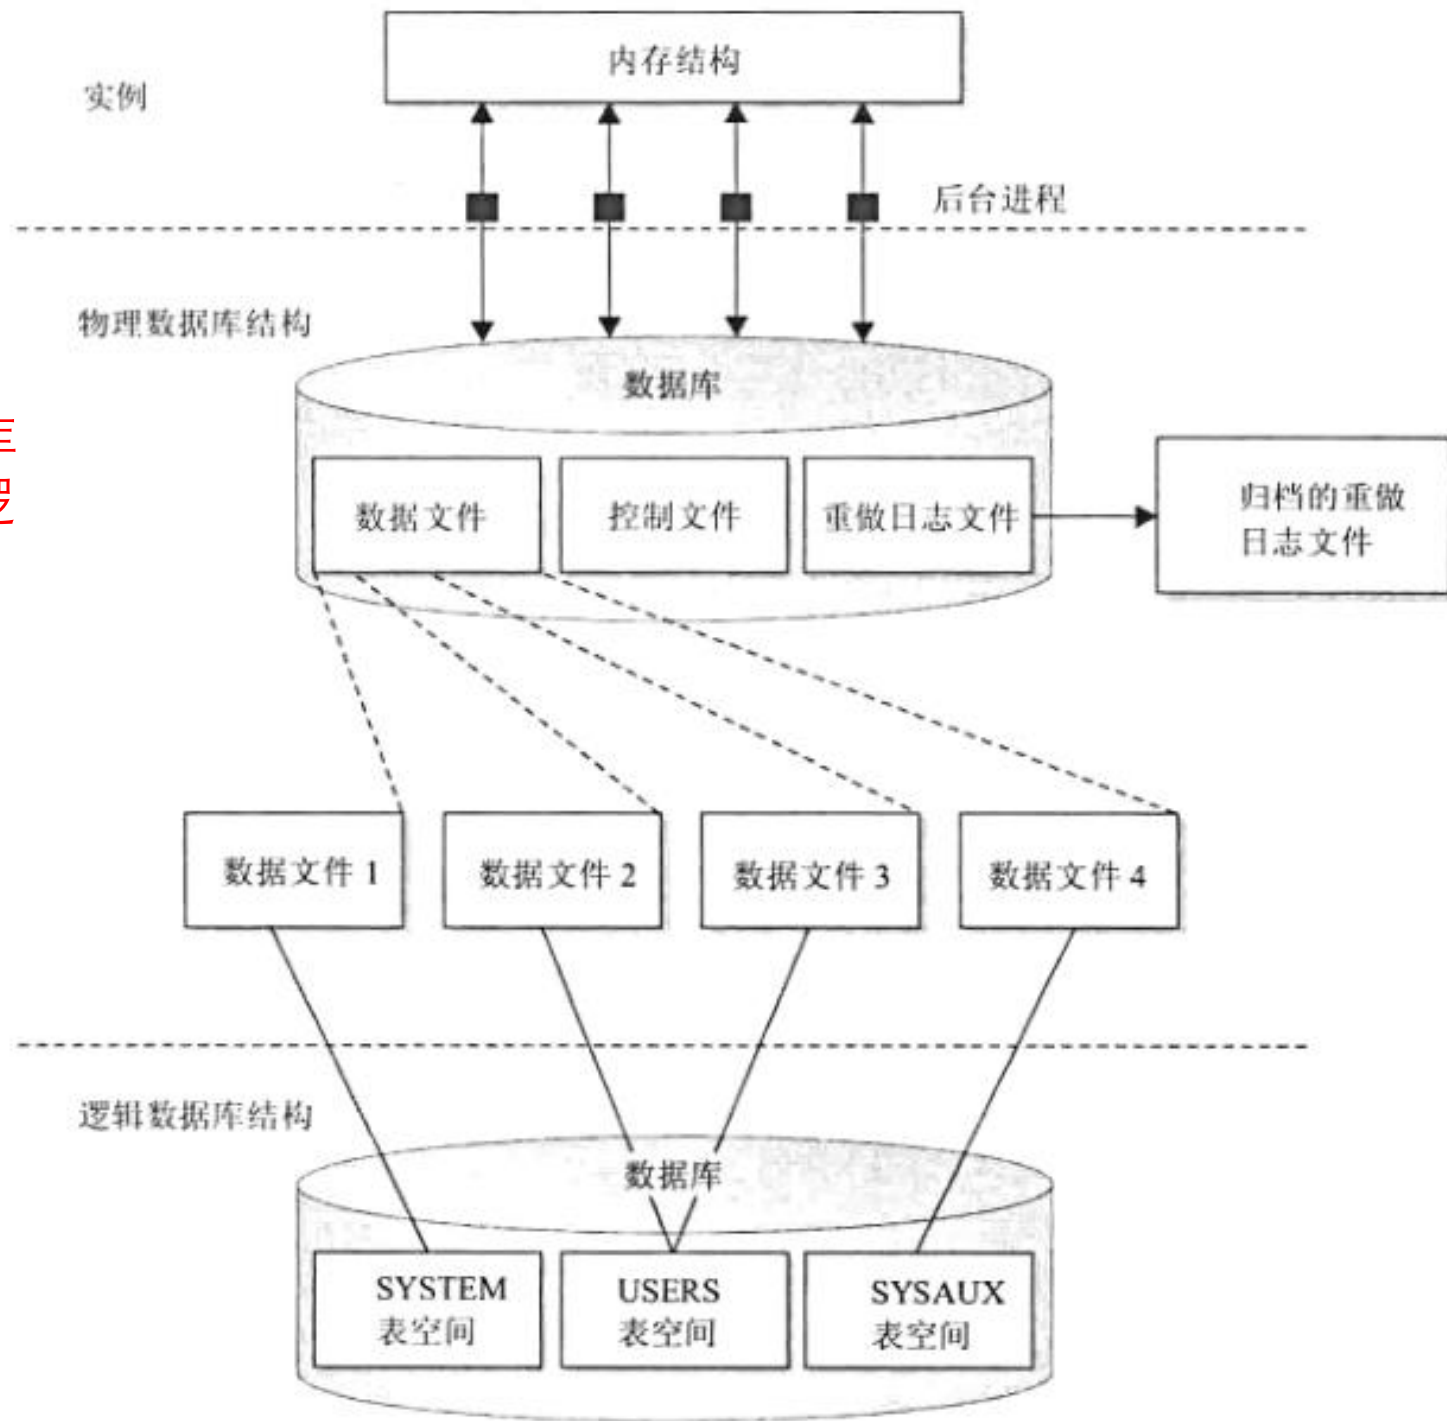 内存结构
实例
后台进程
物理数据库结构
数据库
数据文件
控制文件
重做日志文件
归档的重做
日志文件
数据文件 1
数据文件 2
数据文件 3
数据文件 4
逻辑数据库结构
数据库
SYSTEM
表空间
USERS
表空间
SYSAUX
表空间